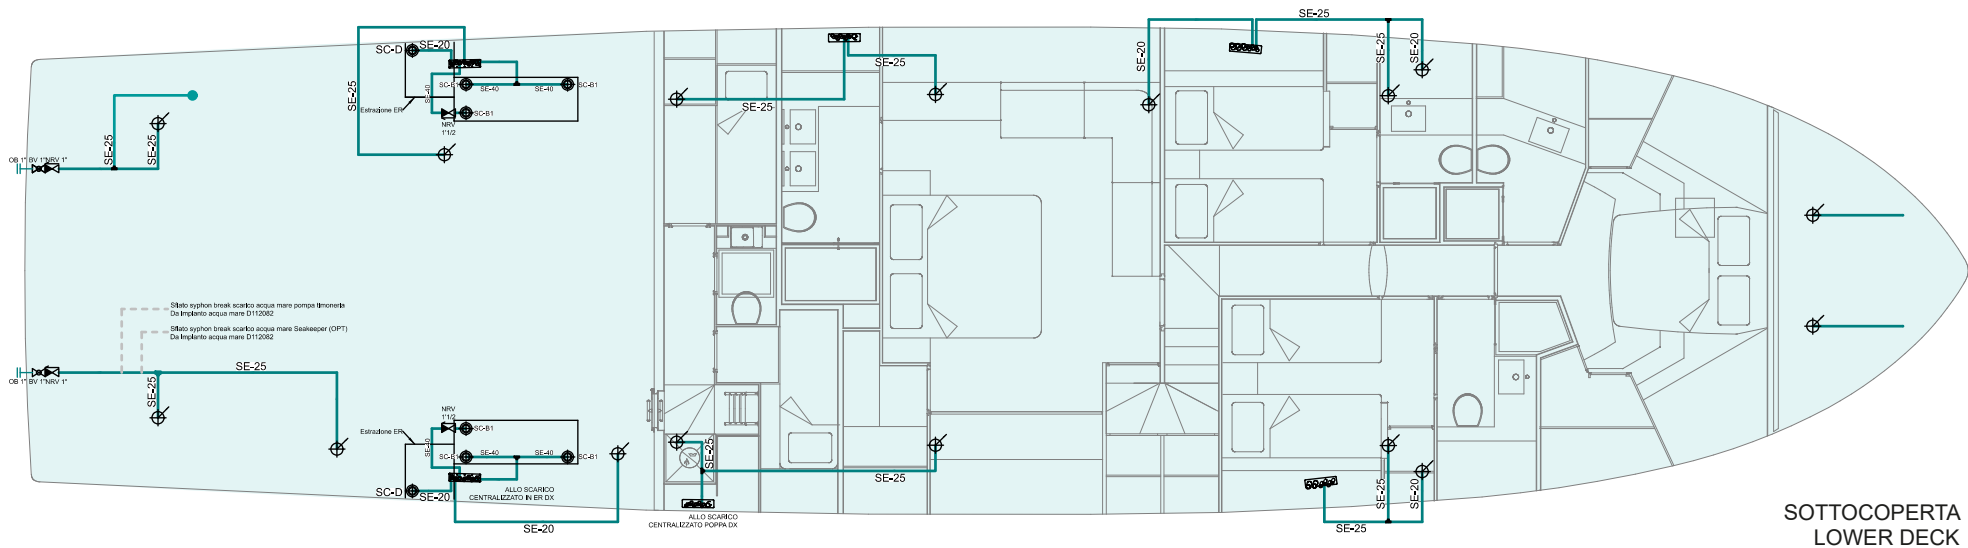 SE-25
SC-D
SE-20
SE-25
SE-40
SC-B1
SE-40
SE-40
SC-B1
Estrazione ER
SC-B1
NRV
1"1/2
SE-25
SE-25
OB 1" BV 1"NRV 1"
SE-25
SE-25
SE-20
SE-25
SE-20
Sfiato syphon break scarico acqua mare pompa timoneria
Da Impianto acqua mare D112082
Sfiato syphon break scarico acqua mare Seakeeper (OPT)
Da Impianto acqua mare D112082
SE-25
OB 1" BV 1"NRV 1"
SE-25
NRV
1"1/2
Estrazione ER
SE-40
SC-B1
SE-40
SE-40
SC-B1
SC-D
SE-20
ALLO SCARICO
CENTRALIZZATO IN ER DX
SE-20
SE-25
SE-25
ALLO SCARICO
CENTRALIZZATO POPPA DX
SE-25
SE-20
SE-25
SOTTOCOPERTA
LOWER DECK